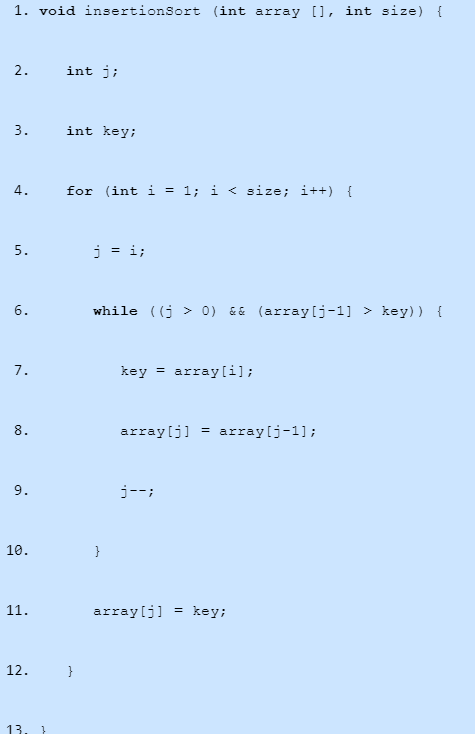 1. void insertionSort (int array [], int size) {
2. int j;
3. int key;
4. for (int i = 1; i < size; i++) {
5. j = i;
6. while ((j > 0) && (array[j-1] > key)) {
7. key = array[i];
8. array[j] = array[j-1];
9. j--;
10. }
11. array[j] = key;
12. }
13. }